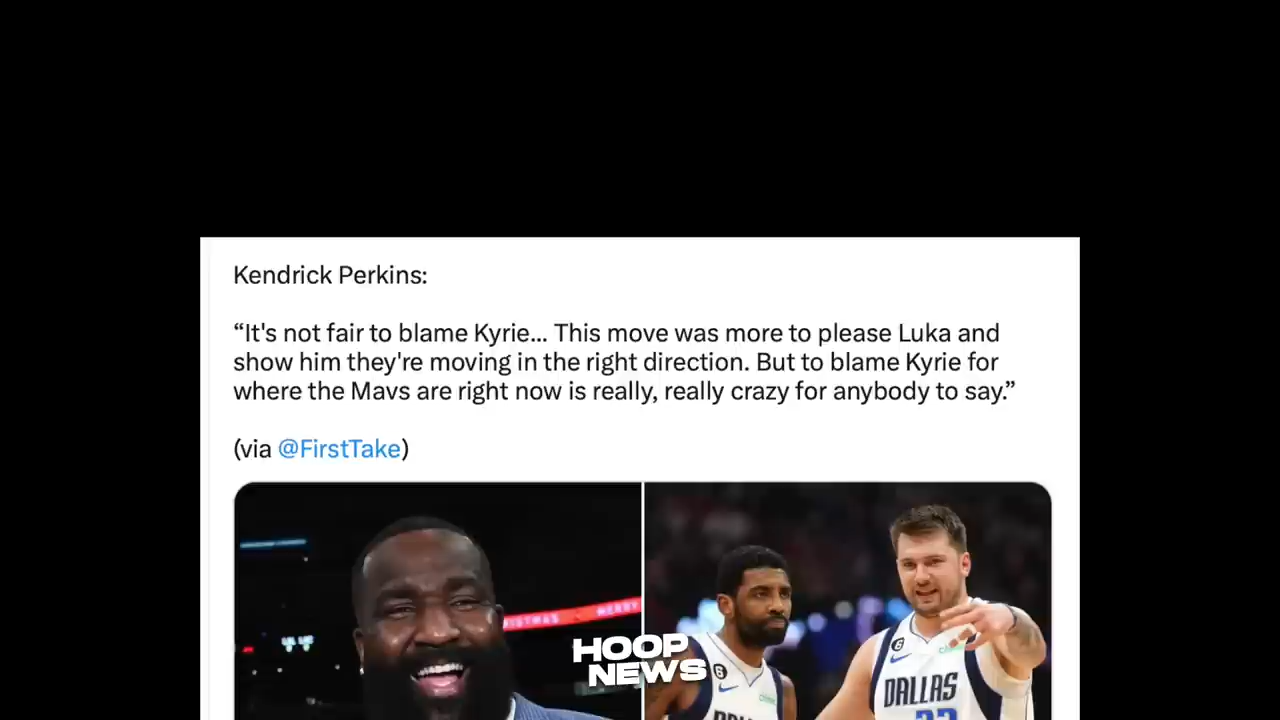 Kendrick Perkins:
“It's not fair to blame Kyrie... This move was more to please Luka and
show him they're moving in the right direction. But to blame Kyrie for
where the Mavs are right now is really, really crazy for anybody to say.”
(via @FirstTake)
HOOP
NEWS
6
6
DALLAS